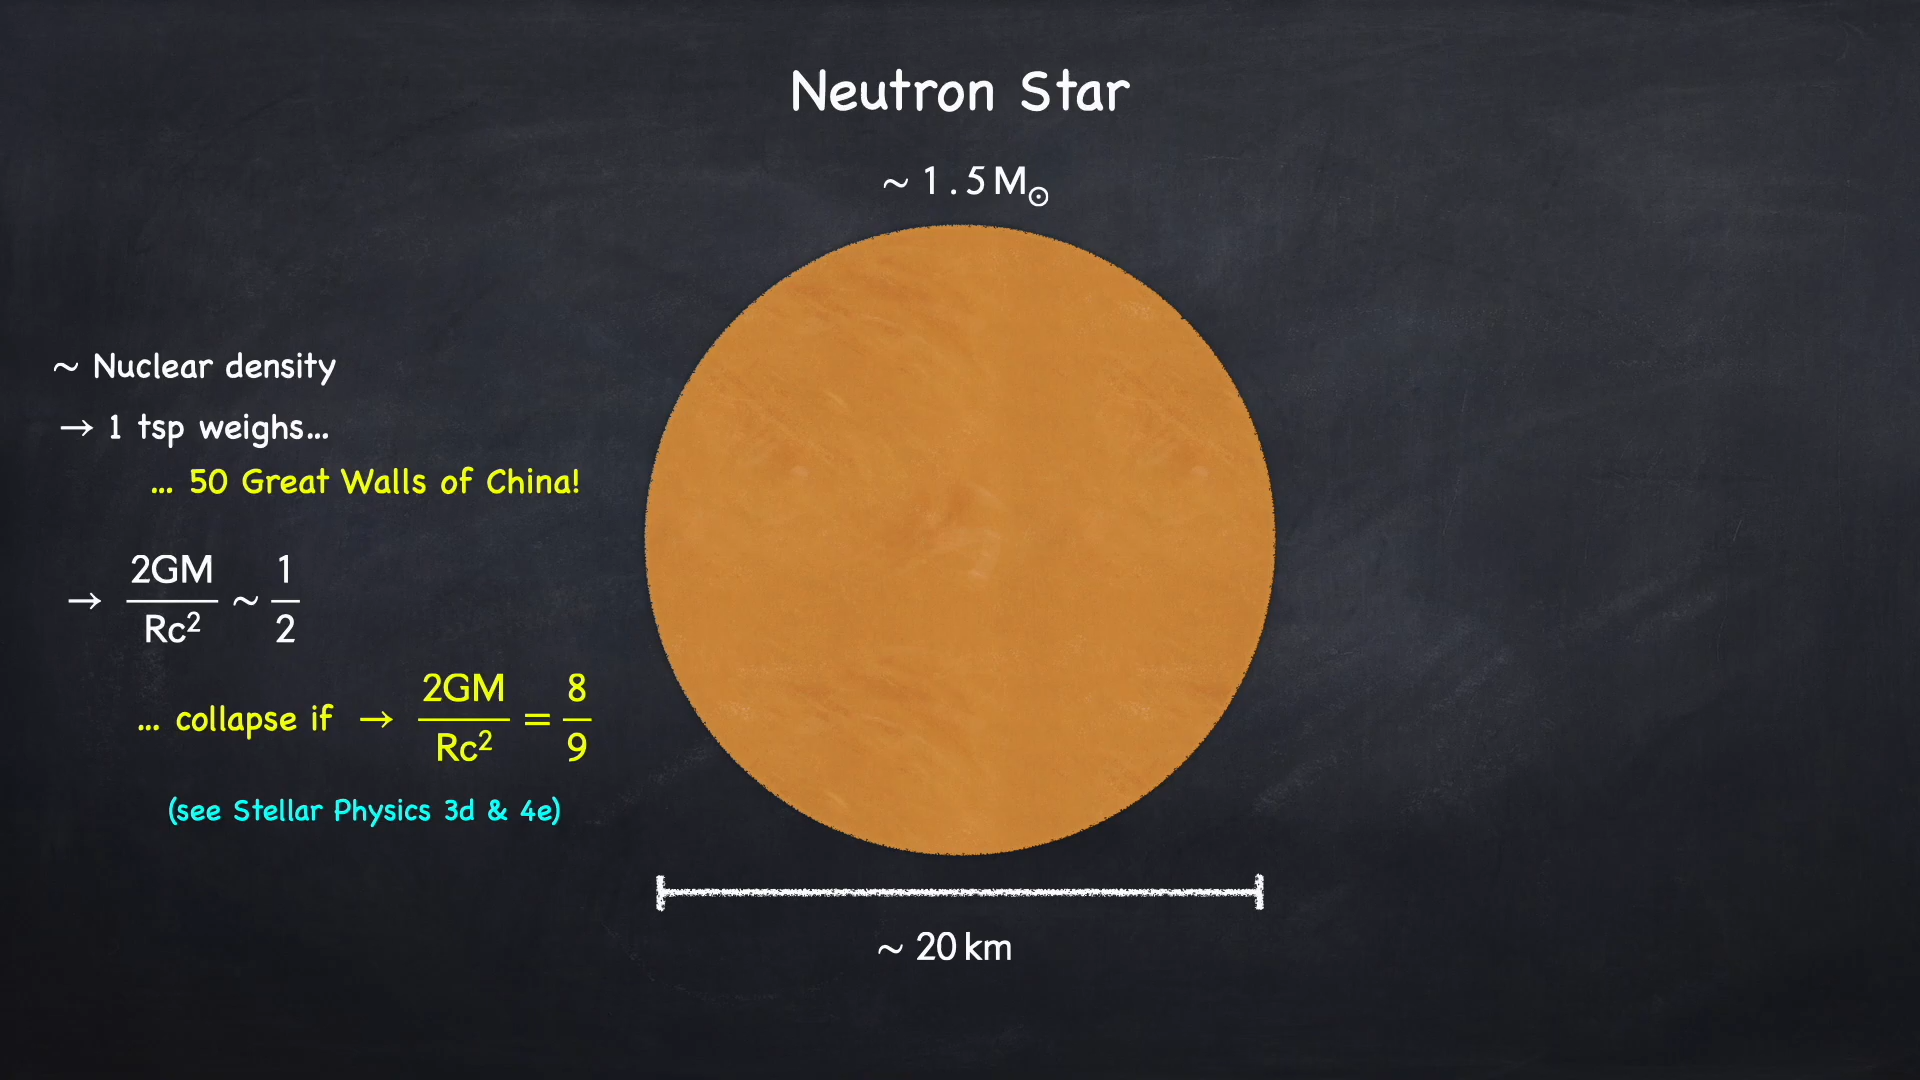 Neutron Star
~ 1.5 M☉
~ Nuclear density
→ 1 tsp weighs...
... 50 Great Walls of China!
→ 2GM/Rc² ~ 1/2
... collapse if → 2GM/Rc² = 8/9
(see Stellar Physics 3d & 4e)
~ 20 km